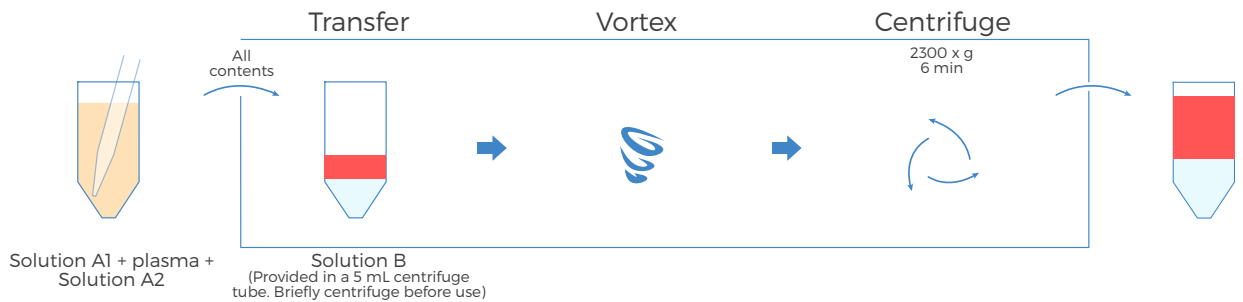 Transfer
Vortex
Centrifuge
All
contents
2300 x g
6 min
Solution A1 + plasma +
Solution A2
Solution B
(Provided in a 5 mL centrifuge
tube. Briefly centrifuge before use)